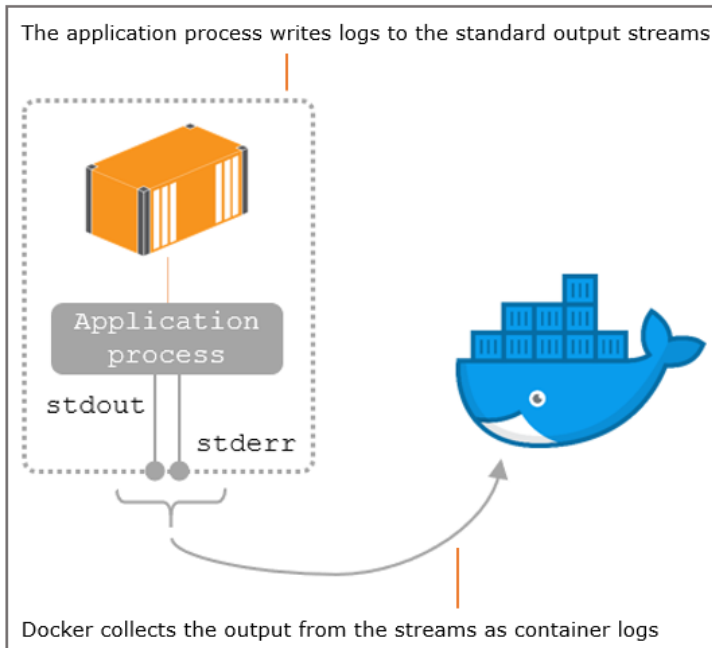 The application process writes logs to the standard output streams
Application
process
stdout
stderr
Docker collects the output from the streams as container logs